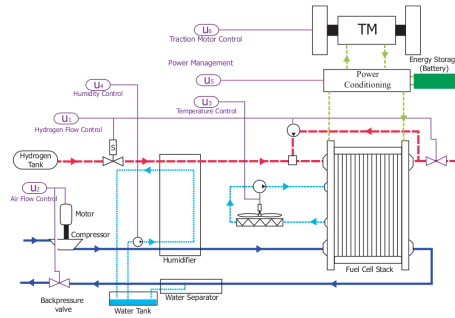 U6
TM
Traction Motor Control
Energy Storag
(Battery)
Power Management
U4
U5
Power
Conditioning
Humidity Control
U3
Temperature Control
U1
Hydrogen Flow Control
S
Hydrogen
Tank
U2
Air Flow Control
Motor
Compressor
Humidifier
Fuel Cell Stack
Backpressure
valve
Water Tank
Water Separator